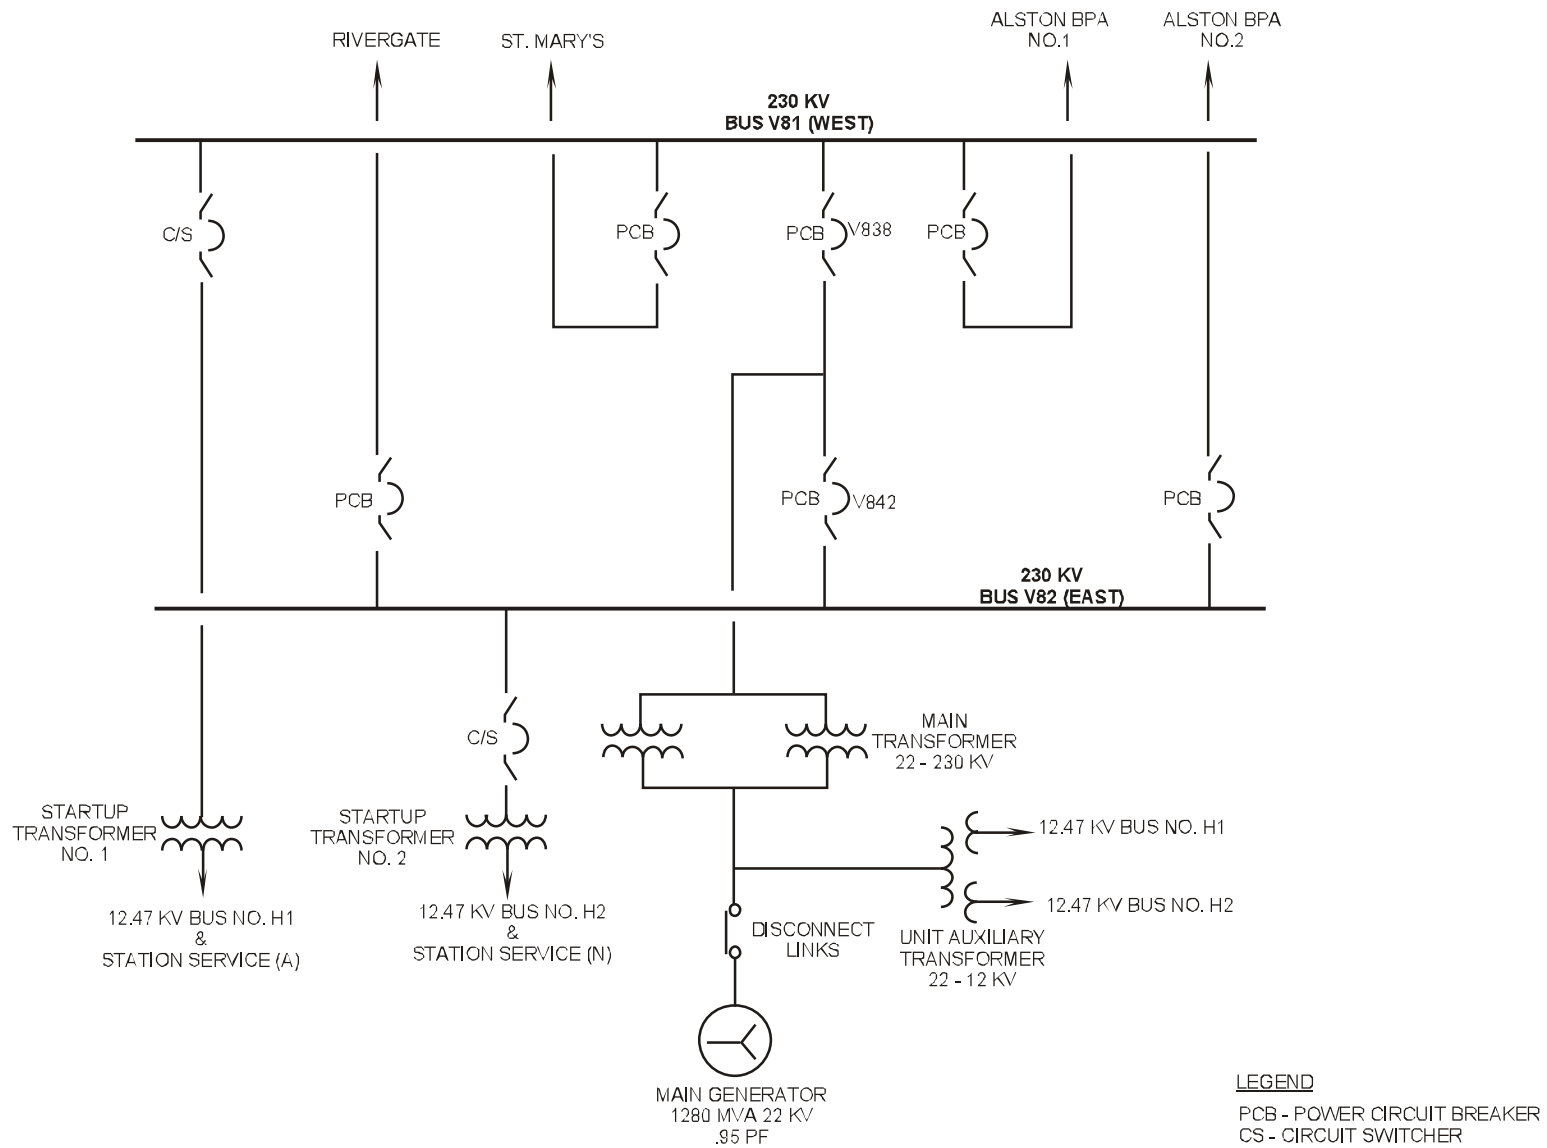 RIVERGATE
ST. MARY'S
ALSTON BPA
NO.1
ALSTON BPA
NO.2
230 KV
BUS V81 (WEST)
C/S
PCB
PCB
V838
PCB
PCB
PCB
V842
PCB
230 KV
BUS V82 (EAST)
C/S
MAIN
TRANSFORMER
22 - 230 KV
STARTUP
TRANSFORMER
NO. 1
STARTUP
TRANSFORMER
NO. 2
12.47 KV BUS NO. H1
12.47 KV BUS NO. H2
12.47 KV BUS NO. H1
&
STATION SERVICE (A)
12.47 KV BUS NO. H2
&
STATION SERVICE (N)
DISCONNECT
LINKS
UNIT AUXILIARY
TRANSFORMER
22 - 12 KV
MAIN GENERATOR
1280 MVA 22 KV
.95 PF
LEGEND
PCB - POWER CIRCUIT BREAKER
CS - CIRCUIT SWITCHER